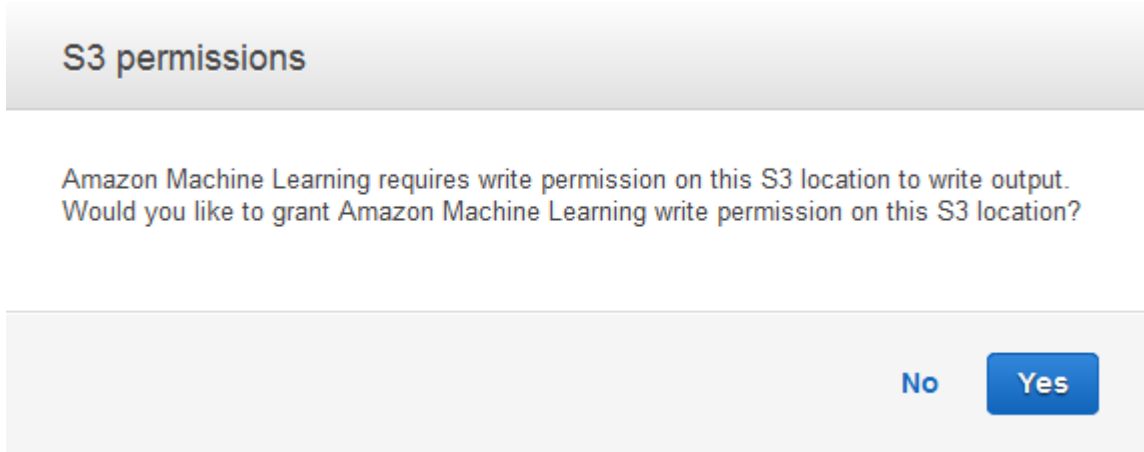 S3 permissions
Amazon Machine Learning requires write permission on this S3 location to write output.
Would you like to grant Amazon Machine Learning write permission on this S3 location?
No
Yes